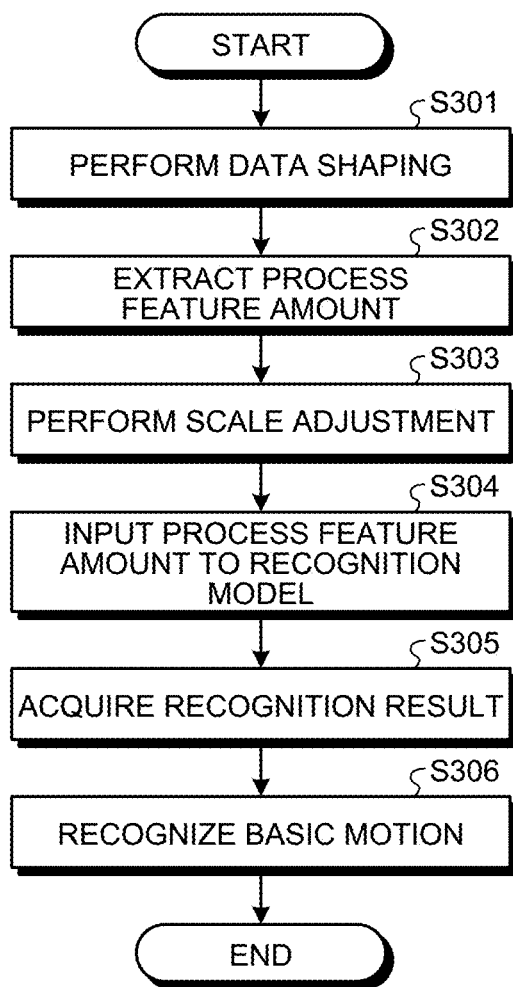 START
S301
PERFORM DATA SHAPING
S302
EXTRACT PROCESS
FEATURE AMOUNT
S303
PERFORM SCALE ADJUSTMENT
S304
INPUT PROCESS FEATURE
AMOUNT TO RECOGNITION
MODEL
S305
ACQUIRE RECOGNITION RESULT
S306
RECOGNIZE BASIC MOTION
END